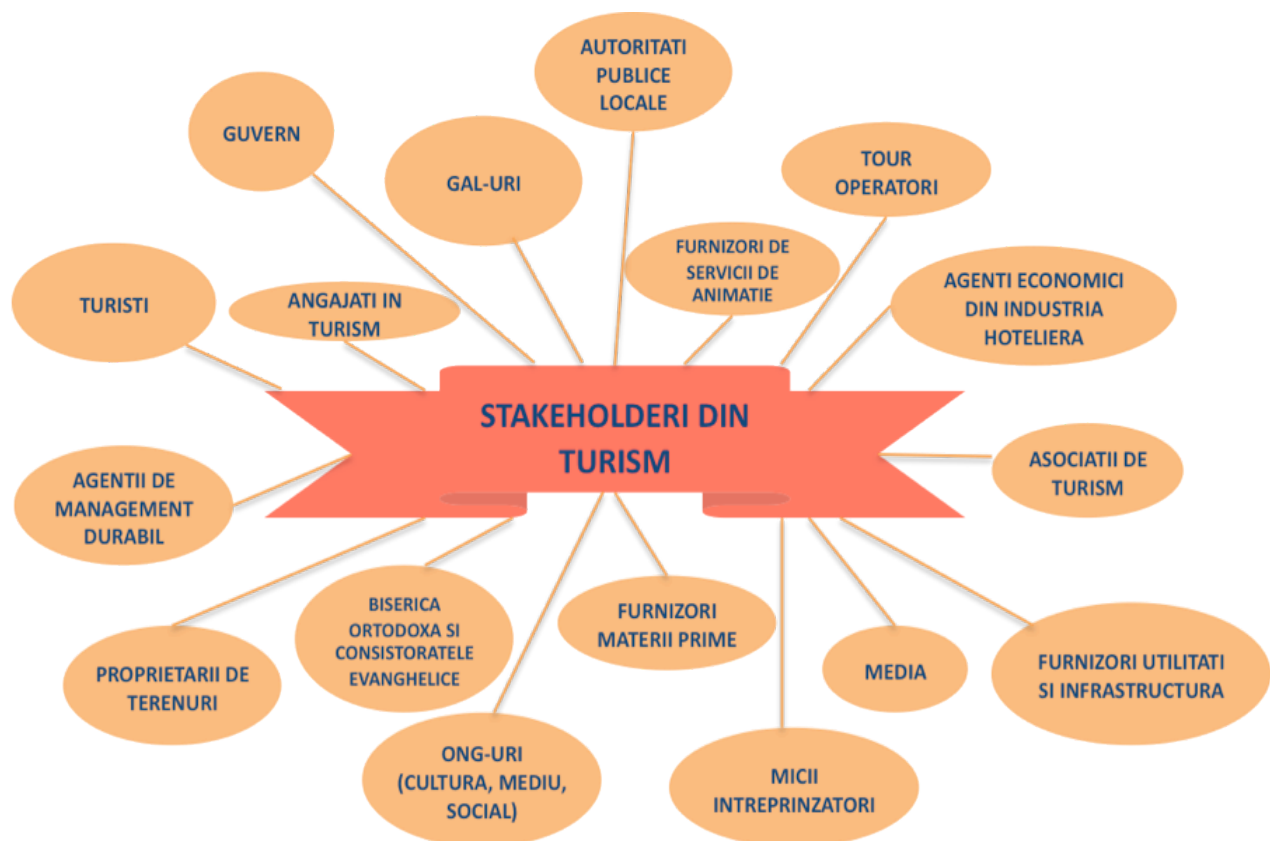 AUTORITATI
PUBLICE
LOCALE
GUVERN
TOUR
OPERATORI
GAL-URI
FURNIZORI DE
SERVICII DE
ANIMATIE
AGENTI ECONOMICI
DIN INDUSTRIA
HOTELIERA
TURISTI
ANGAJATI IN
TURISM
STAKEHOLDERI DIN
TURISM
ASOCIATII DE
TURISM
AGENTII DE
MANAGEMENT
DURABIL
BISERICA
ORTODOXA SI
CONSISTORATELE
EVANGHELICE
FURNIZORI
MATERII PRIME
PROPRIETARII DE
TERENURI
MEDIA
FURNIZORI UTILITATI
SI INFRASTRUCTURA
ONG-URI
(CULTURA, MEDIU,
SOCIAL)
MICII
INTREPRINZATORI